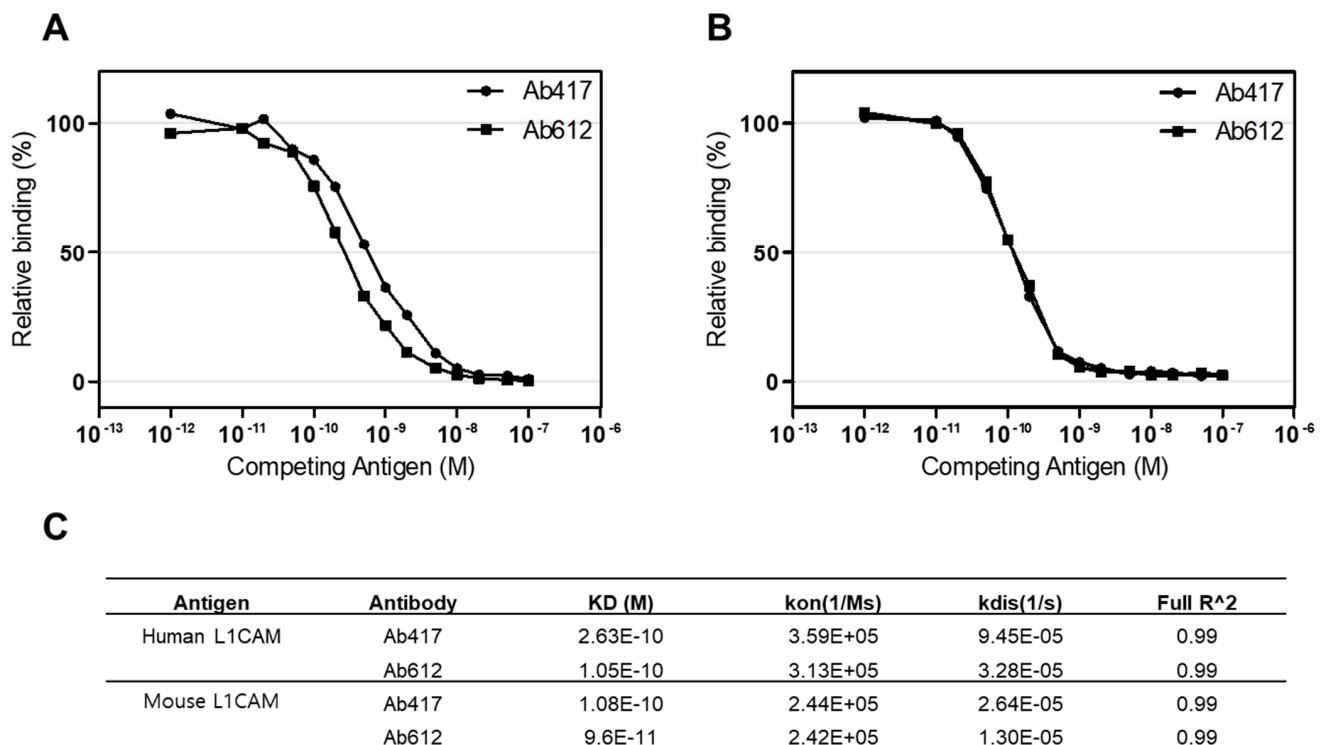 A
Ab417
Ab612
100
50
0
Relative binding (%)
10-13 10-12 10-11 10-10 10-9 10-8 10-7 10-6
Competing Antigen (M)
B
Ab417
Ab612
100
50
0
Relative binding (%)
10-13 10-12 10-11 10-10 10-9 10-8 10-7 10-6
Competing Antigen (M)
C
Antigen Antibody KD (M) kon(1/Ms) kdis(1/s) Full R^2
Human L1CAM Ab417 2.63E-10 3.59E+05 9.45E-05 0.99
Ab612 1.05E-10 3.13E+05 3.28E-05 0.99
Mouse L1CAM Ab417 1.08E-10 2.44E+05 2.64E-05 0.99
Ab612 9.6E-11 2.42E+05 1.30E-05 0.99